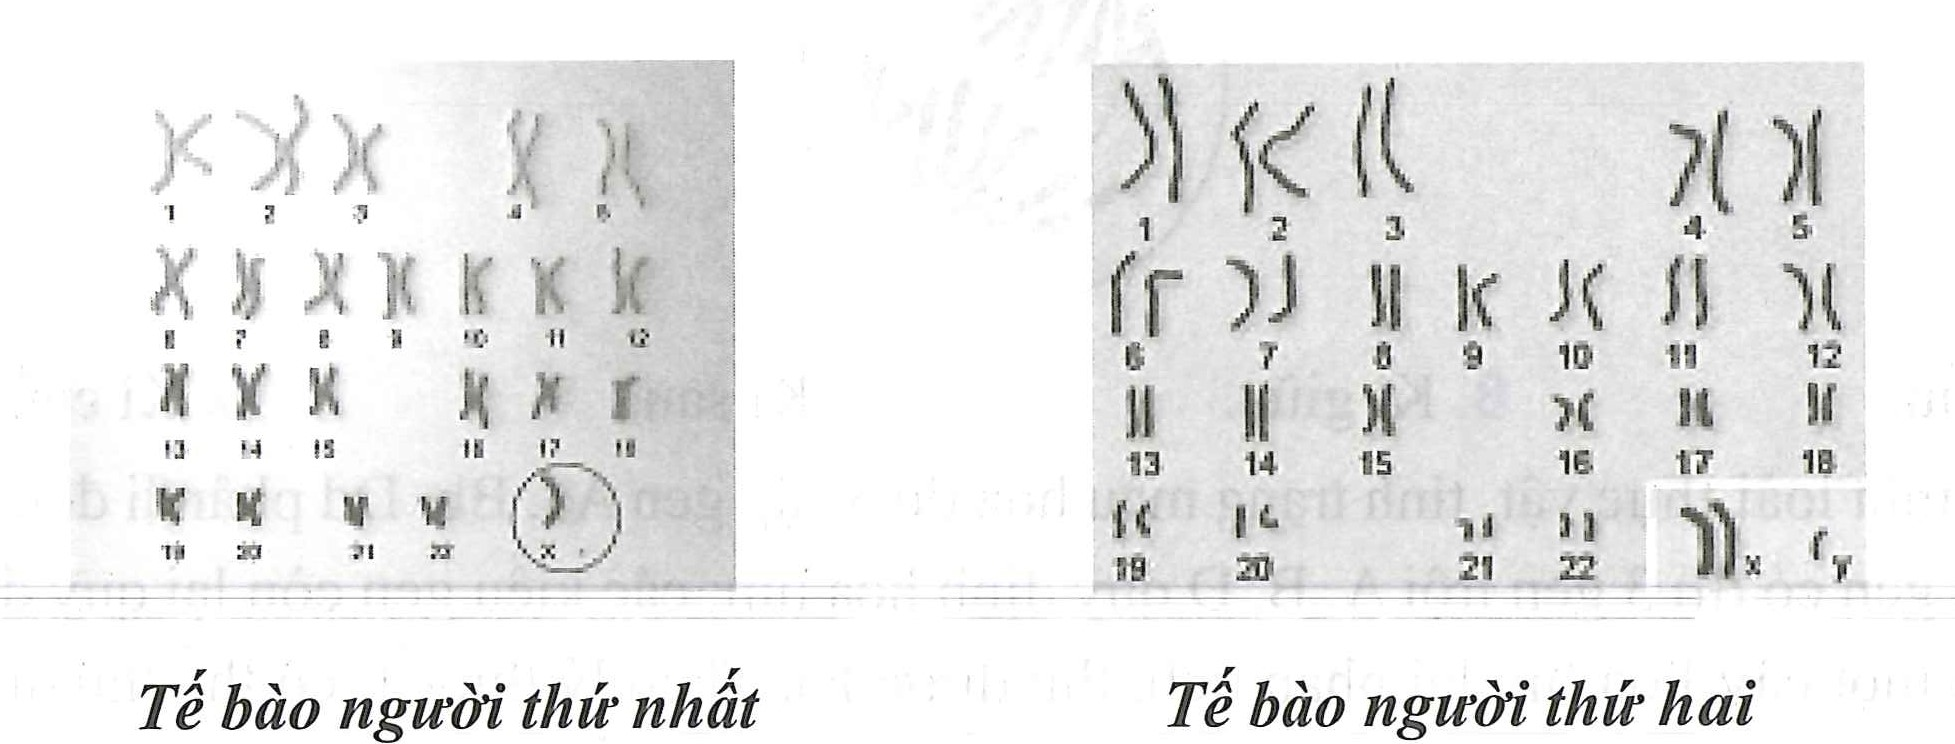 1 2 3 4 5
6 7 8 9 10 11 12
13 14 15 16 17 18
19 20 21 22 X
1 2 3 4 5
6 7 8 9 10 11 12
13 14 15 16 17 18
19 20 21 22 x y
Tế bào người thứ nhất
Tế bào người thứ hai